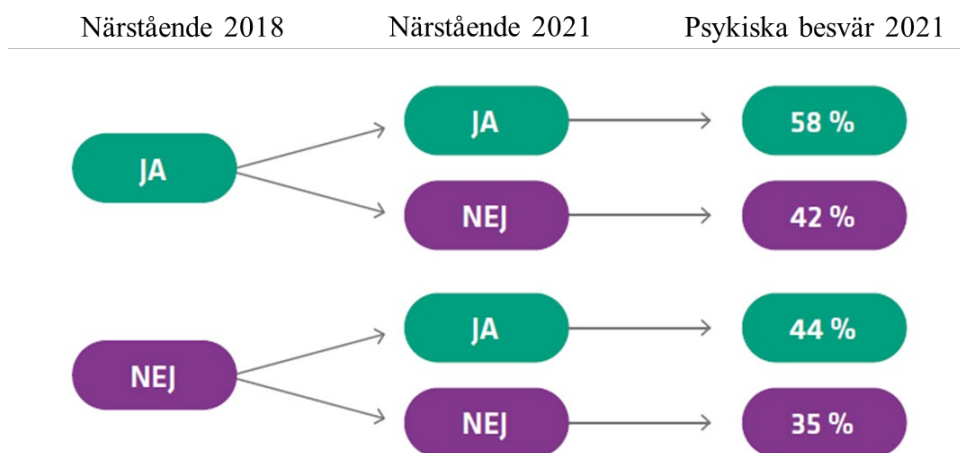 Närstående 2018 Närstående 2021 Psykiska besvär 2021
JA 58 %
JA
NEJ 42 %
JA 44 %
NEJ
NEJ 35 %